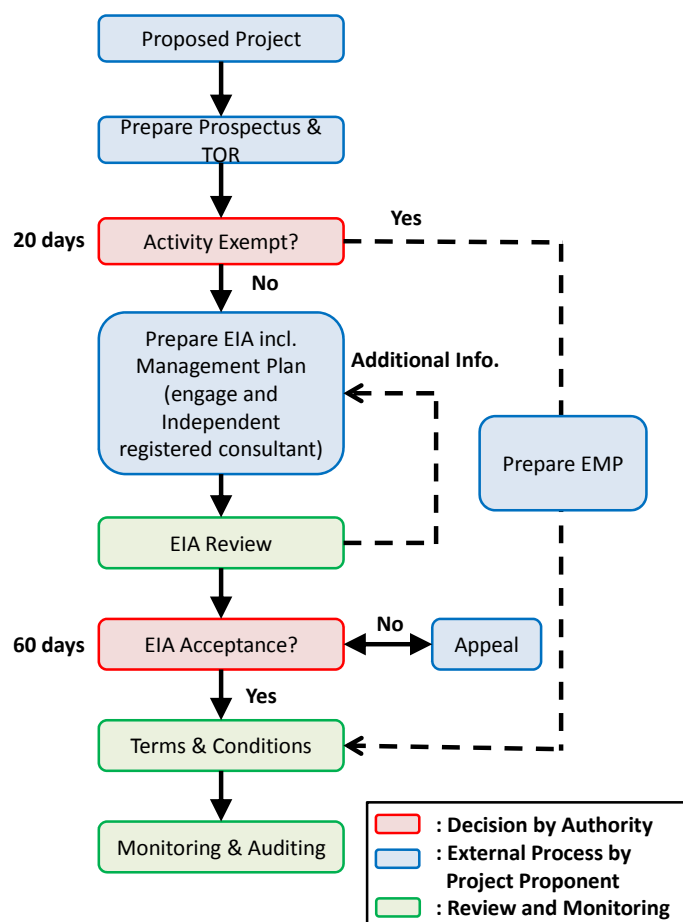 Proposed Project
Prepare Prospectus &
TOR
Yes
20 days
Activity Exempt?
No
Prepare EIA incl.
Management Plan
(engage and
Independent
registered consultant)
Additional Info.
Prepare EMP
EIA Review
60 days
EIA Acceptance?
No
Appeal
Yes
Terms & Conditions
Monitoring & Auditing
: Decision by Authority
: External Process by
Project Proponent
: Review and Monitoring